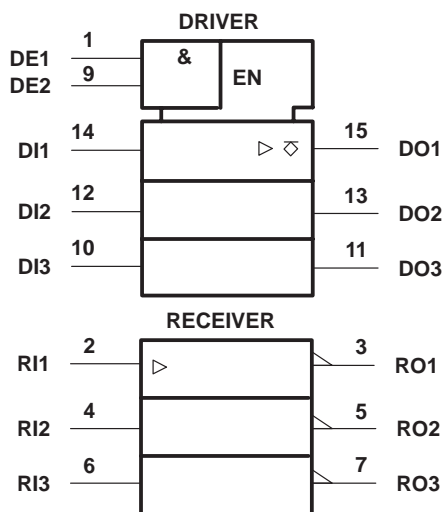 DRIVER
1
DE1
&
9
DE2
EN
14
15
DI1
DO1
12
13
DI2
DO2
10
11
DI3
DO3
RECEIVER
2
3
RI1
RO1
4
5
RI2
RO2
6
7
RI3
RO3